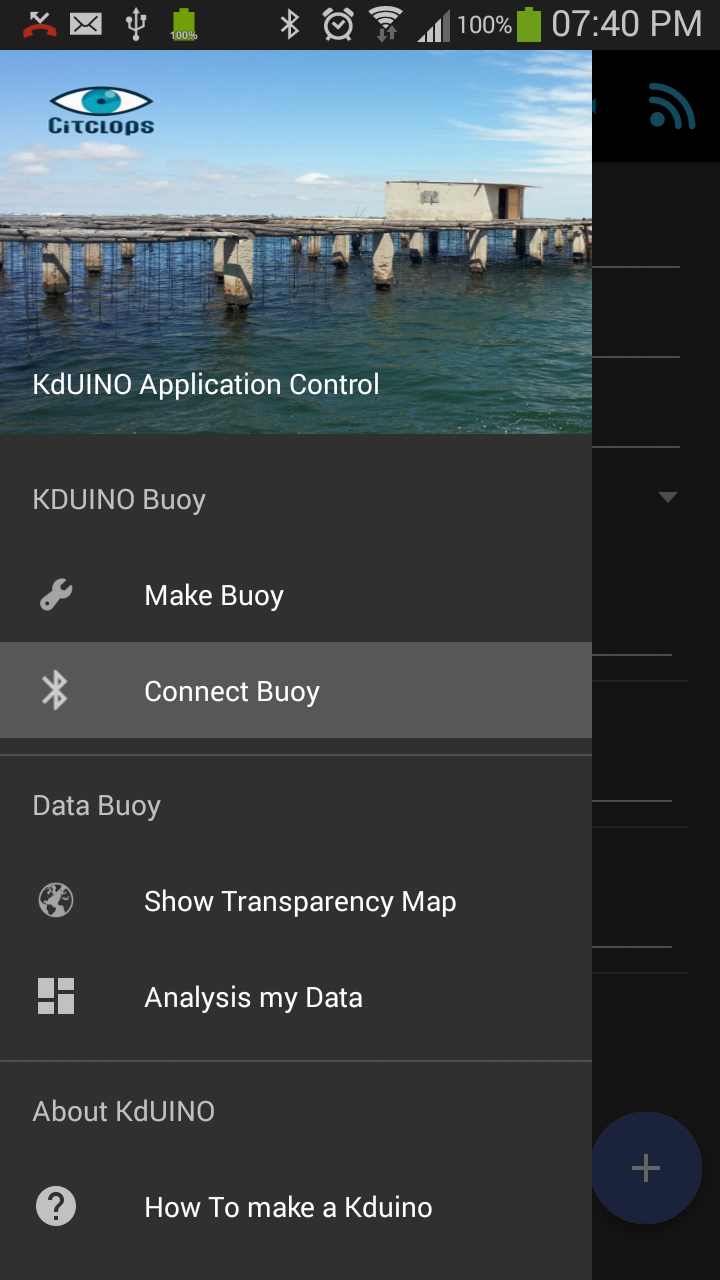 100%
100%
07:40 PM
Citclops
KdUINO Application Control
KDUINO Buoy
Make Buoy
Connect Buoy
Data Buoy
Show Transparency Map
Analysis my Data
About KdUINO
How To make a Kduino